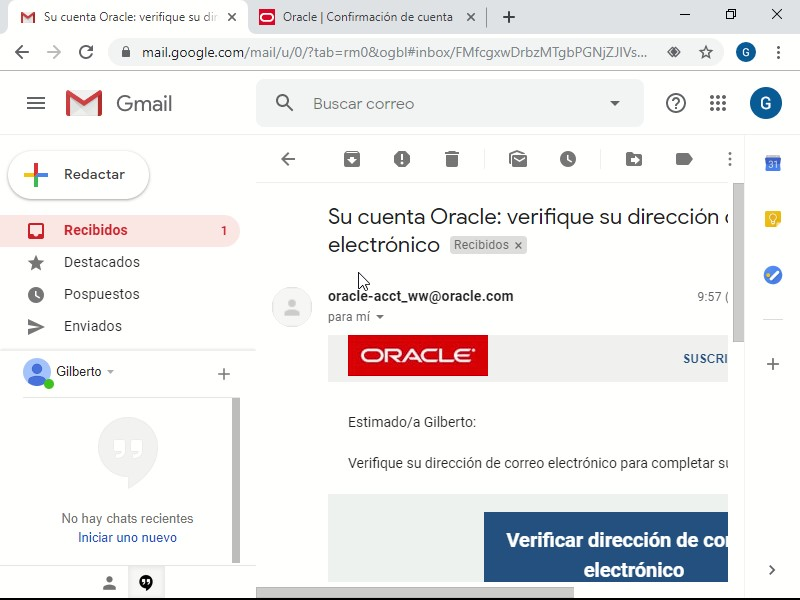 Su cuenta Oracle: verifique su dir
Oracle | Confirmación de cuenta
mail.google.com/mail/u/0/?tab=rm0&ogbl#inbox/FMfcgxwDrbzMTgbPGNjZJlVs...
G
Gmail
Buscar correo
G
Redactar
31
Recibidos 1
Destacados
Pospuestos
Enviados
Gilberto
No hay chats recientes
Iniciar uno nuevo
Su cuenta Oracle: verifique su dirección
electrónico Recibidos x
oracle-acct_ww@oracle.com 9:57 (
para mí
ORACLE
SUSCRI
Estimado/a Gilberto:
Verifique su dirección de correo electrónico para completar su
Verificar dirección de cor
electrónico